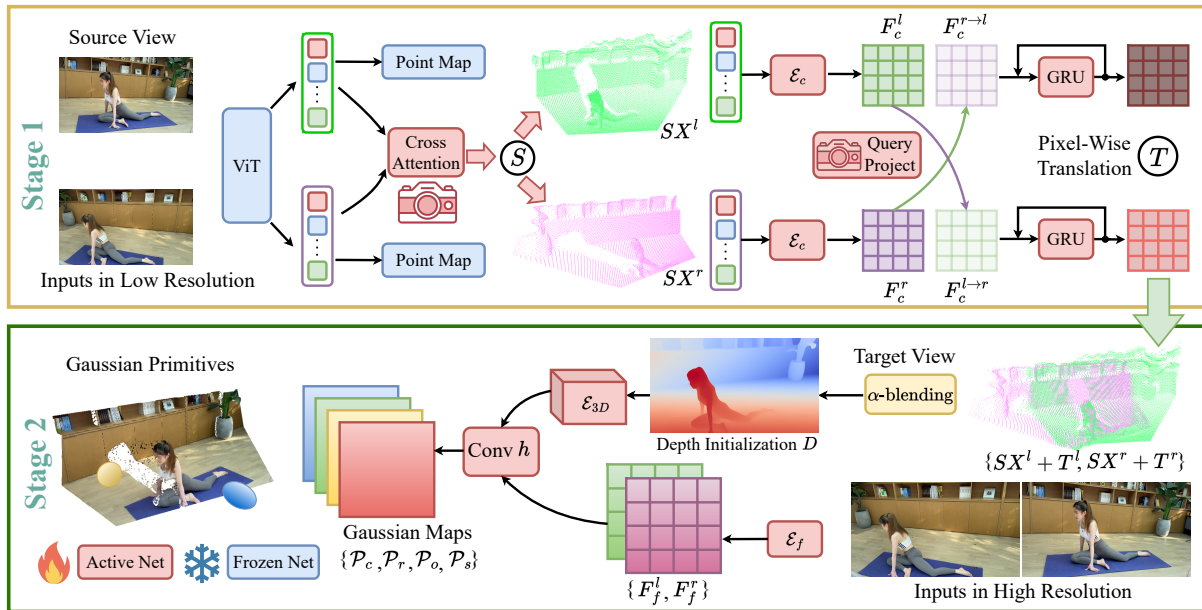 Stage 1
Source View
Inputs in Low Resolution
ViT
Point Map
Cross
Attention
Point Map
S
SX^l
SX^r
ℰ_c
ℰ_c
F_c^l
F_c^{r→l}
Query
Project
F_c^r
F_c^{l→r}
GRU
GRU
Pixel-Wise
Translation
T
Stage 2
Gaussian Primitives
Active Net
Frozen Net
Gaussian Maps
{𝒫_c, 𝒫_r, 𝒫_o, 𝒫_s}
ℰ_{3D}
Conv h
Depth Initialization D
{F_f^l, F_f^r}
ℰ_f
Target View
α-blending
{SX^l + T^l, SX^r + T^r}
Inputs in High Resolution